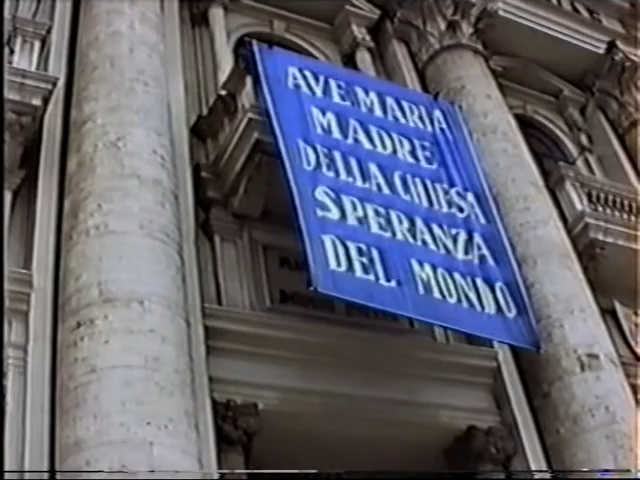 AVE MARIA
MADRE
DELLA CHIESA
SPERANZA
DEL MONDO